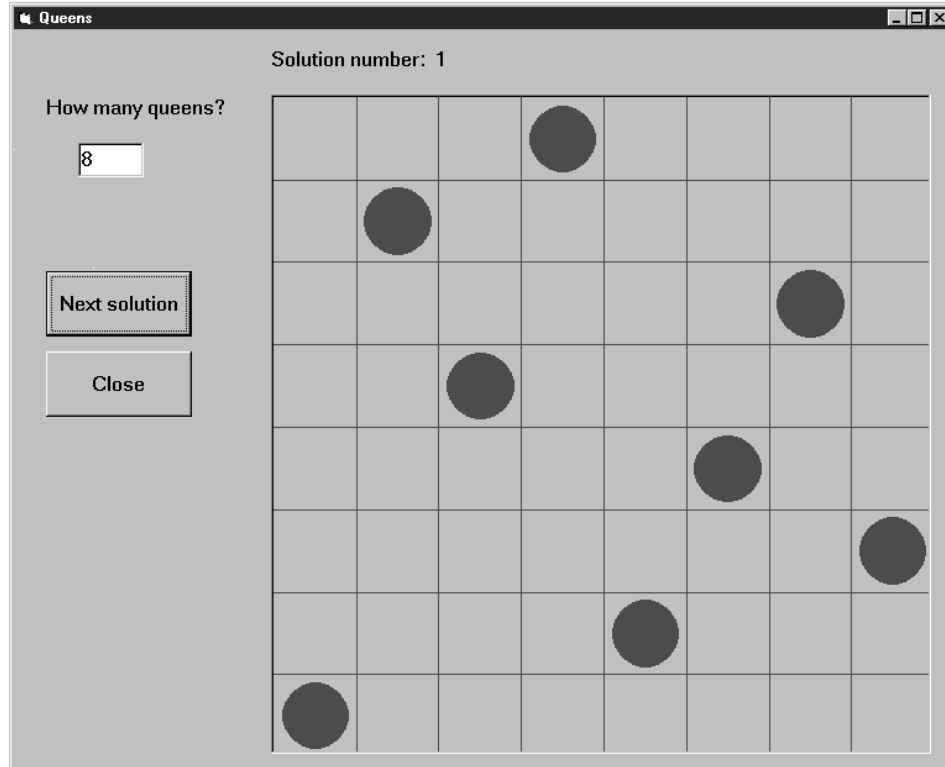 Queens
Solution number: 1
How many queens?
8
Next solution
Close